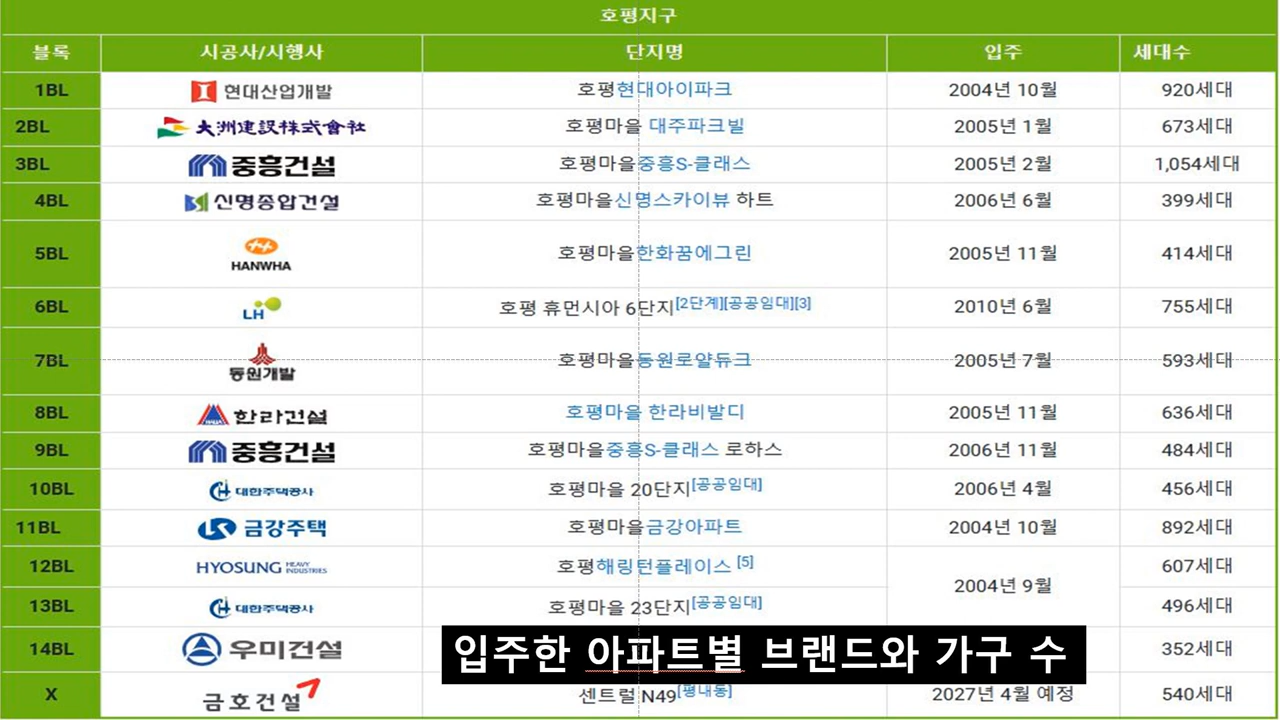 호평지구
블록 시공사/시행사 단지명 입주 세대수
1BL 현대산업개발 호평현대아이파크 2004년 10월 920세대
2BL 大洲建設株式會社 호평마을 대주파크빌 2005년 1월 673세대
3BL 중흥건설 호평마을중흥S-클래스 2005년 2월 1,054세대
4BL 신명종합건설 호평마을신명스카이뷰 하트 2006년 6월 399세대
5BL HANWHA 호평마을한화꿈에그린 2005년 11월 414세대
6BL LH 호평 휴먼시아 6단지[2단계][공공임대][3] 2010년 6월 755세대
7BL 동원개발 호평마을동원로얄듀크 2005년 7월 593세대
8BL 한라건설 호평마을 한라비발디 2005년 11월 636세대
9BL 중흥건설 호평마을중흥S-클래스 로하스 2006년 11월 484세대
10BL 대한주택공사 호평마을 20단지[공공임대] 2006년 4월 456세대
11BL 금강주택 호평마을금강아파트 2004년 10월 892세대
12BL HYOSUNG HEAVY INDUSTRIES 호평해링턴플레이스 [5] 2004년 9월 607세대
13BL 대한주택공사 호평마을 23단지[공공임대] 496세대
14BL 우미건설 352세대
입주한 아파트별 브랜드와 가구 수
X 금호건설 센트럴 N49[평내동] 2027년 4월 예정 540세대